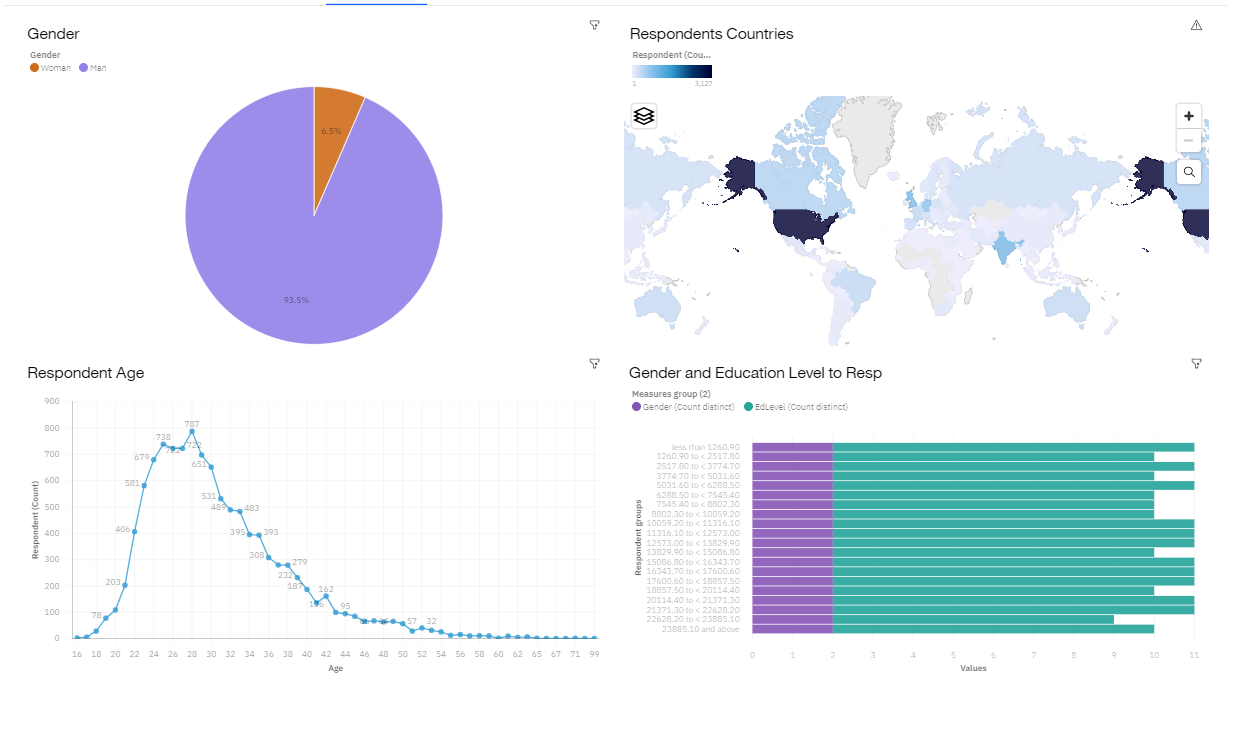 Gender
Gender
Woman Man
6.5%
93.5%
Respondents Countries
Respondent (Cou...
1 3,127
+
−
Respondent Age
900
800
700
600
500
400
300
200
100
0
Respondent (Count)
78
203
406
581
679
738
787
722
651
531
489
483
395
393
308
279
232
187
162
95
57
32
16 18 20 22 24 26 28 30 32 34 36 38 40 42 44 46 48 50 52 54 56 58 60 62 65 67 71 99
Age
Gender and Education Level to Resp
Measures group (2)
Gender (Count distinct) EdLevel (Count distinct)
Respondent groups
less than 1260.90
1260.90 to < 2517.80
2517.80 to < 3774.70
3774.70 to < 5031.60
5031.60 to < 6288.50
6288.50 to < 7545.40
7545.40 to < 8802.30
8802.30 to < 10059.20
10059.20 to < 11316.10
11316.10 to < 12573.00
12573.00 to < 13829.90
13829.90 to < 15086.80
15086.80 to < 16343.70
16343.70 to < 17600.60
17600.60 to < 18857.50
18857.50 to < 20114.40
20114.40 to < 21371.30
21371.30 to < 22628.20
22628.20 to < 23885.10
23885.10 and above
0 1 2 3 4 5 6 7 8 9 10 11
Values